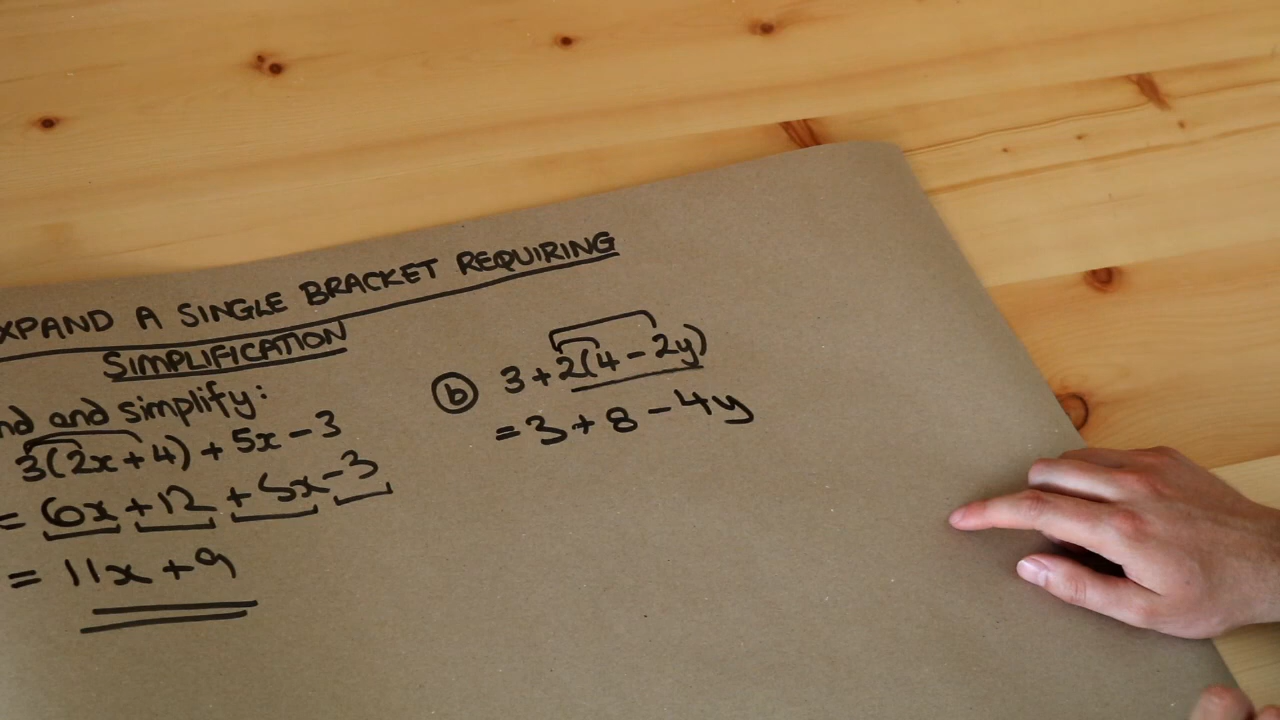 XPAND A SINGLE BRACKET REQUIRING
SIMPLIFICATION
nd and simplify:
3(2x+4)+5x-3
= 6x+12+5x-3
= 11x+9
ⓑ 3+2(4-2y)
=3+8-4y